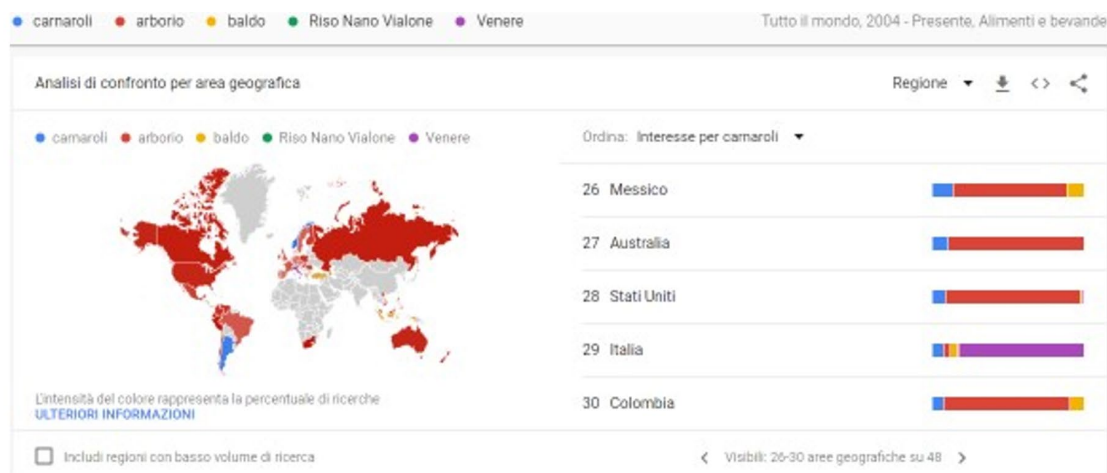 carnaroli arborio baldo Riso Nano Vialone Venere Tutto il mondo, 2004 - Presente, Alimenti e bevande
Analisi di confronto per area geografica
Regione
carnaroli arborio baldo Riso Nano Vialone Venere
Ordina: Interesse per carnaroli
26 Messico
27 Australia
28 Stati Uniti
29 Italia
30 Colombia
L'intensità del colore rappresenta la percentuale di ricerche
ULTERIORI INFORMAZIONI
Includi regioni con basso volume di ricerca
Visibili: 26-30 aree geografiche su 48